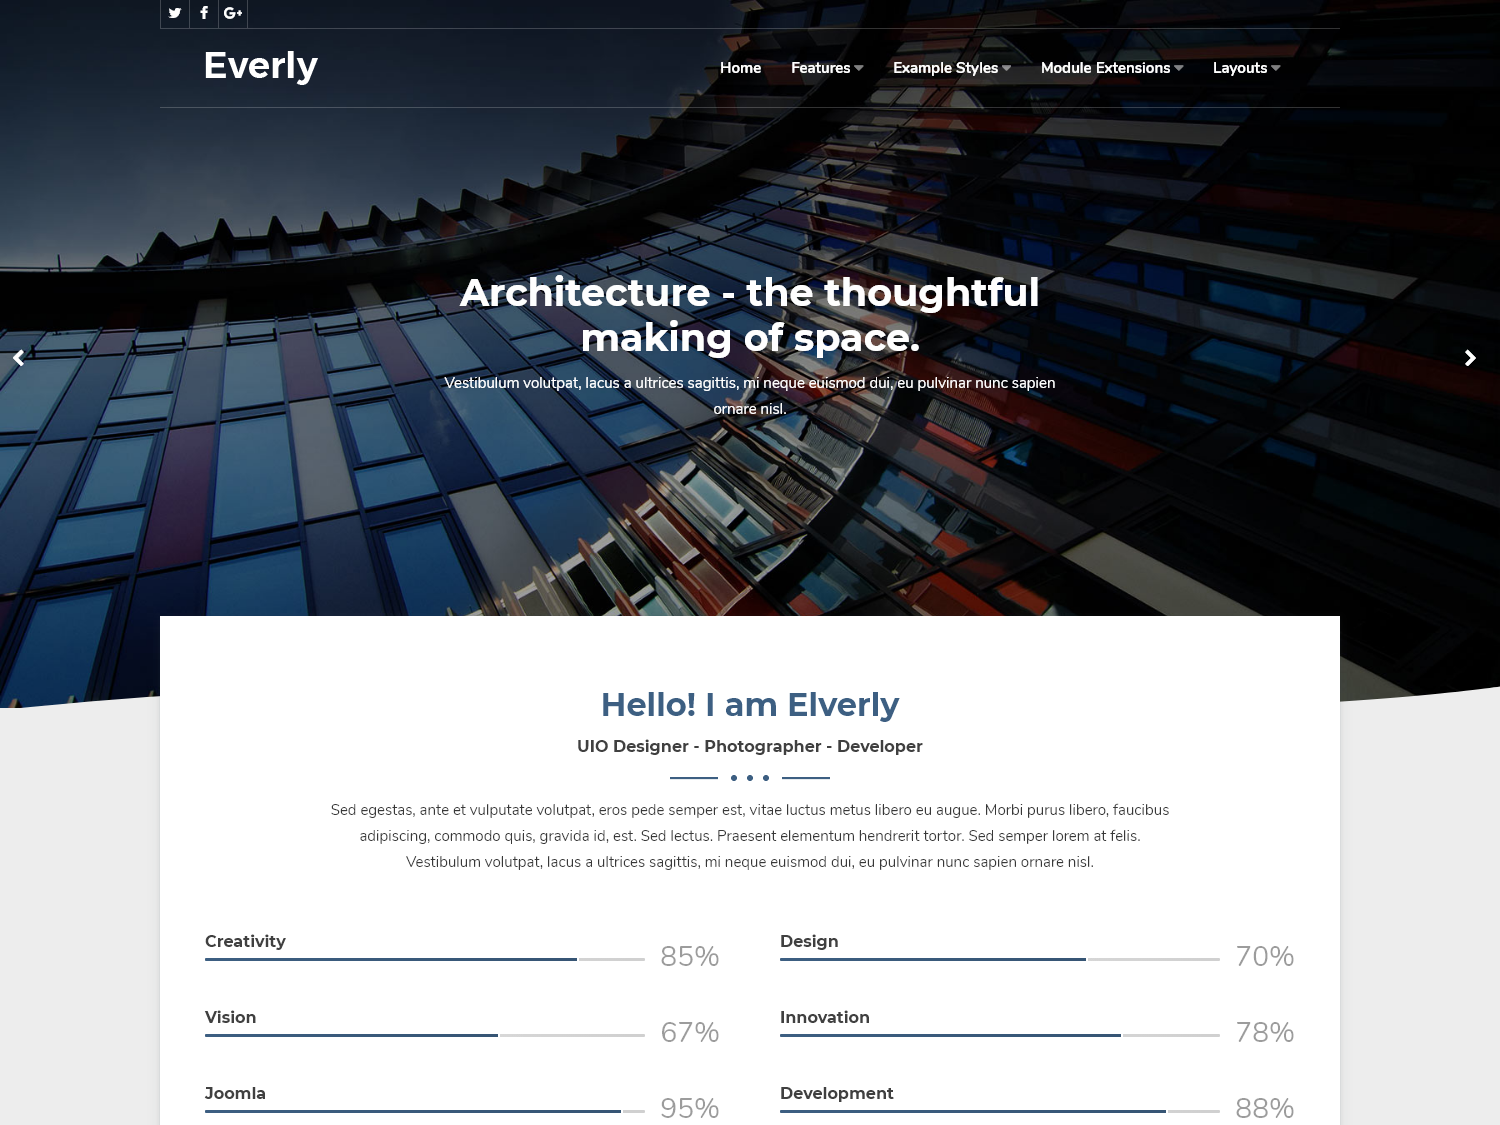 Everly
Home Features Example Styles Module Extensions Layouts
Architecture - the thoughtful
making of space.
Vestibulum volutpat, lacus a ultrices sagittis, mi neque euismod dui, eu pulvinar nunc sapien
ornare nisl.
Hello! I am Elverly
UIO Designer - Photographer - Developer
Sed egestas, ante et vulputate volutpat, eros pede semper est, vitae luctus metus libero eu augue. Morbi purus libero, faucibus
adipiscing, commodo quis, gravida id, est. Sed lectus. Praesent elementum hendrerit tortor. Sed semper lorem at felis.
Vestibulum volutpat, lacus a ultrices sagittis, mi neque euismod dui, eu pulvinar nunc sapien ornare nisl.
Creativity 85% Design 70%
Vision 67% Innovation 78%
Joomla 95% Development 88%